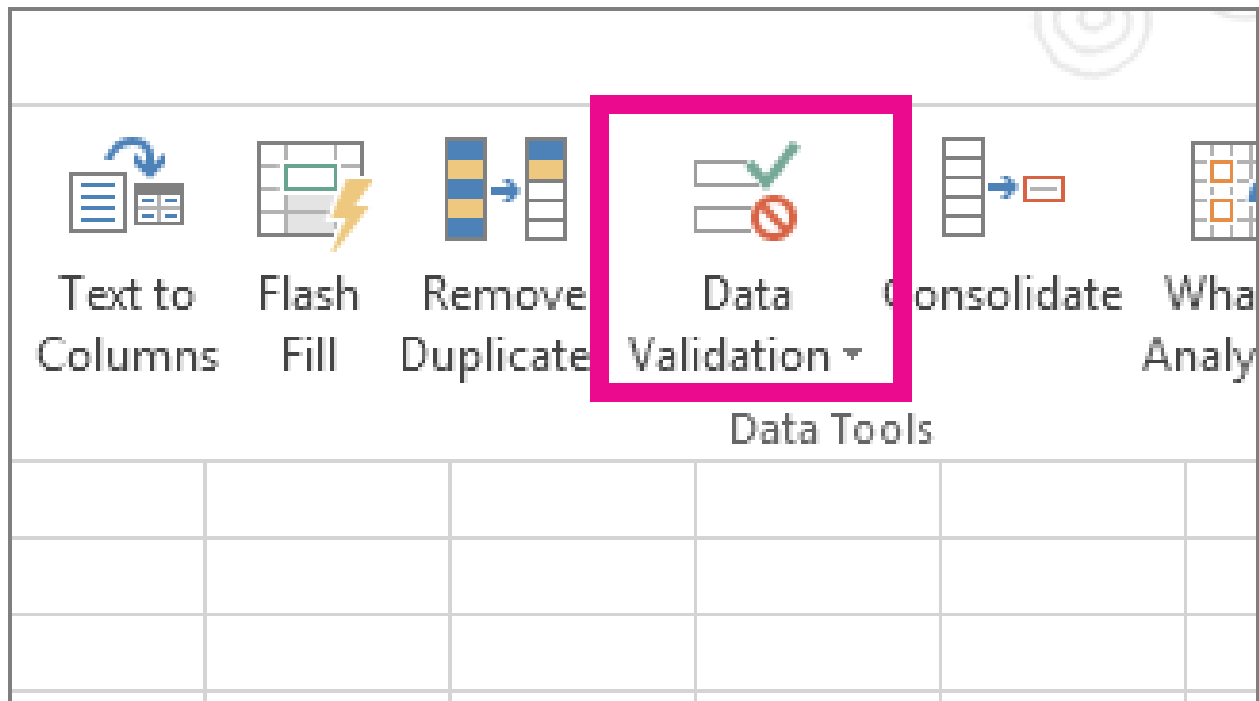 Text to Flash Remove Data onsolidate Wha
Columns Fill Duplicate Validation Analy
Data Tools